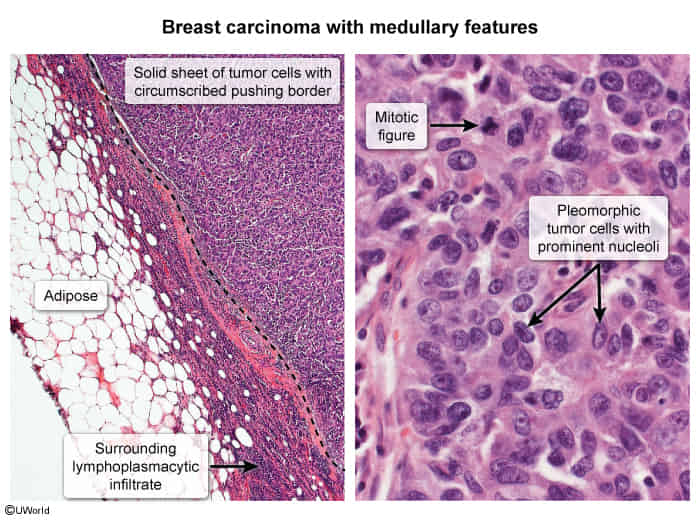 Breast carcinoma with medullary features
Solid sheet of tumor cells with
circumscribed pushing border
Adipose
Surrounding
lymphoplasmacytic
infiltrate
Mitotic
figure
Pleomorphic
tumor cells with
prominent nucleoli
©UWorld